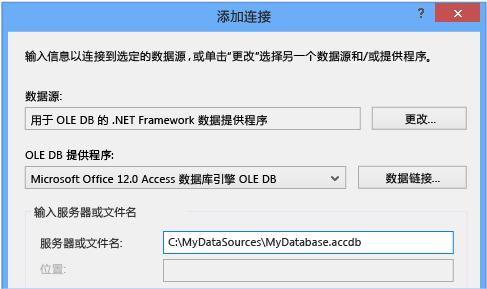 添加连接
? ×
输入信息以连接到选定的数据源,或单击“更改”选择另一个数据源和/或提供程序。
数据源:
用于 OLE DB 的 .NET Framework 数据提供程序
更改...
OLE DB 提供程序:
Microsoft Office 12.0 Access 数据库引擎 OLE DB
数据链接...
输入服务器或文件名
服务器或文件名:
C:\MyDataSources\MyDatabase.accdb
位置: